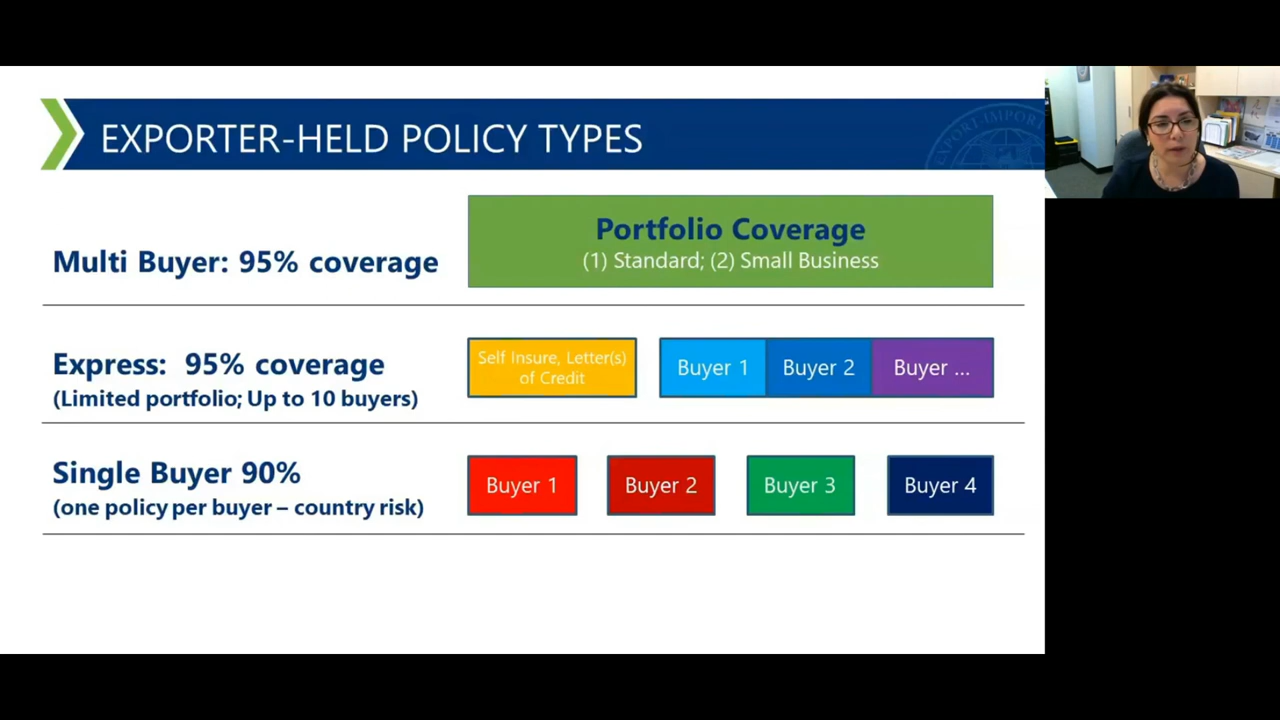 EXPORTER-HELD POLICY TYPES
EXPORT-IMPOR
Portfolio Coverage
Multi Buyer: 95% coverage
(1) Standard; (2) Small Business
Express: 95% coverage
(Limited portfolio; Up to 10 buyers)
Self Insure, Letter(s)
of Credit
Buyer 1
Buyer 2
Buyer ...
Single Buyer 90%
(one policy per buyer – country risk)
Buyer 1
Buyer 2
Buyer 3
Buyer 4